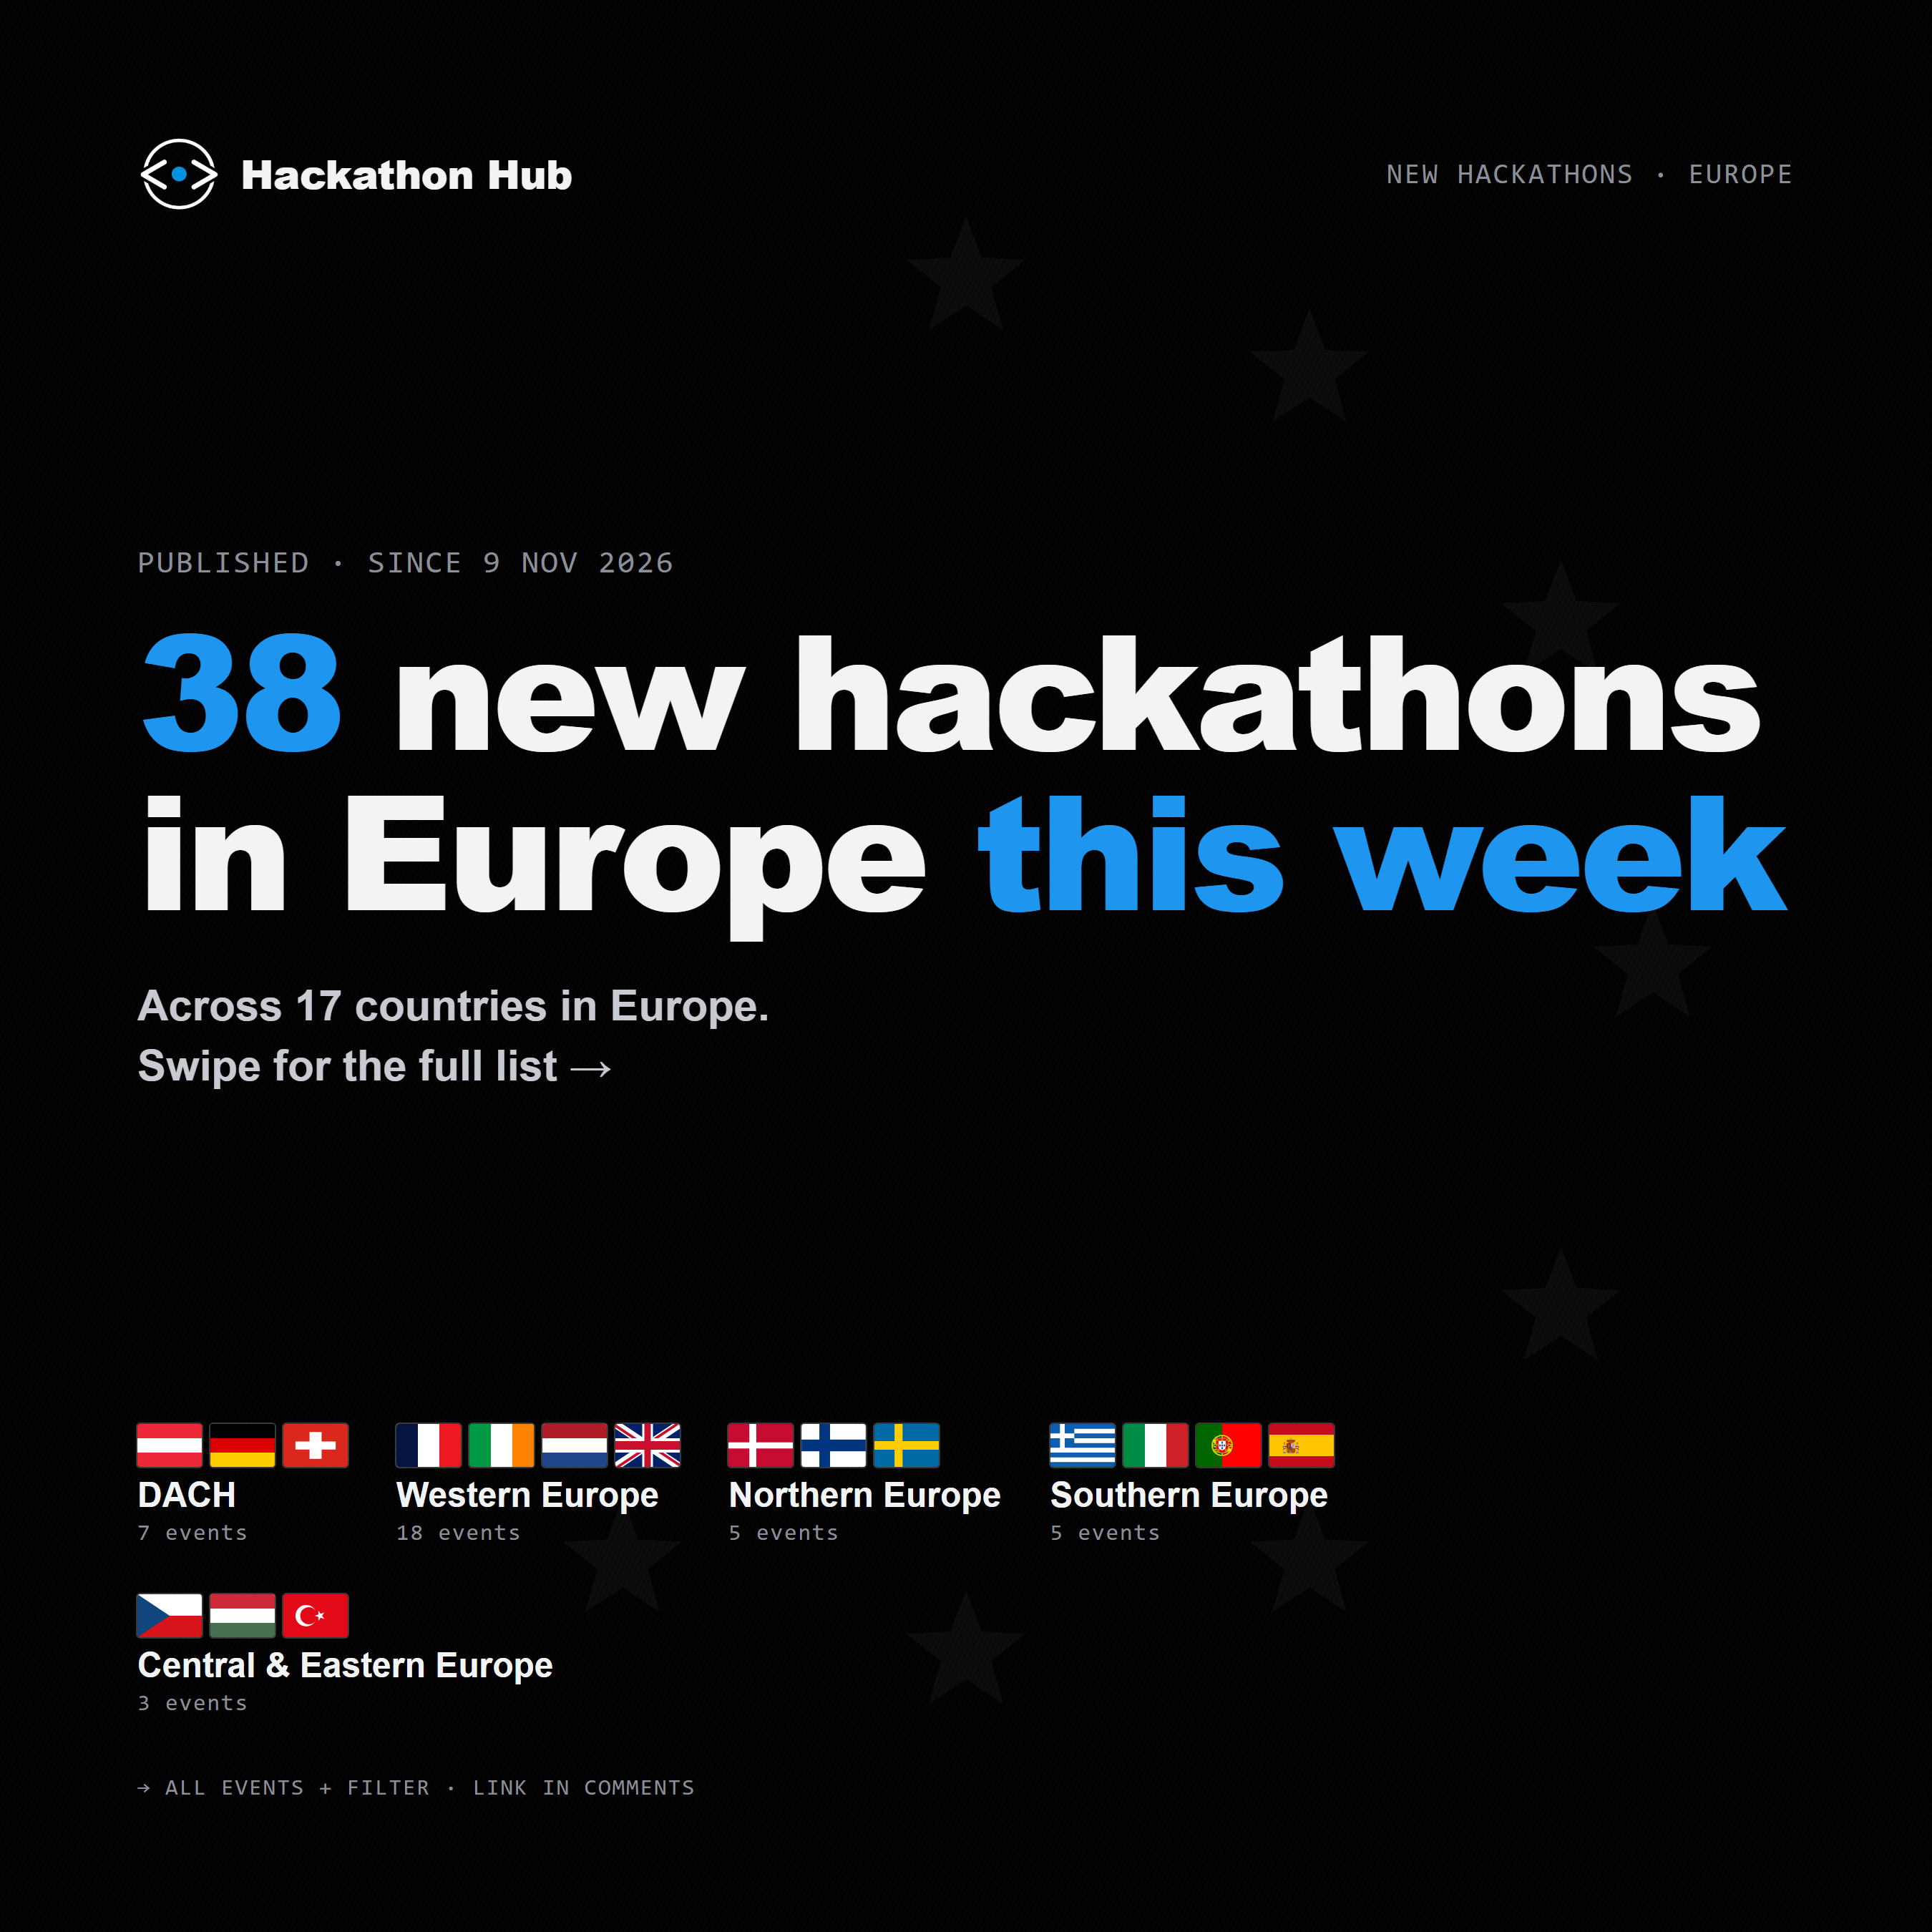 Hackathon Hub
NEW HACKATHONS · EUROPE
PUBLISHED · SINCE 9 NOV 2026
38 new hackathons
in Europe this week
Across 17 countries in Europe.
Swipe for the full list →
DACH
7 events
Western Europe
18 events
Northern Europe
5 events
Southern Europe
5 events
Central & Eastern Europe
3 events
→ ALL EVENTS + FILTER · LINK IN COMMENTS